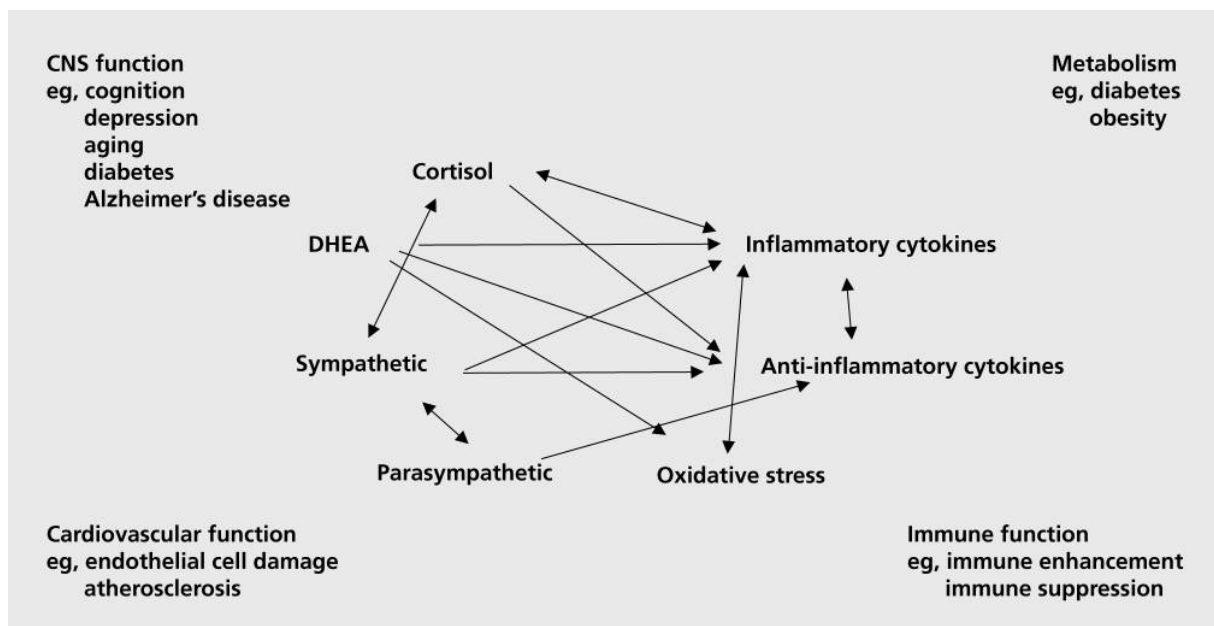 CNS function
eg, cognition
depression
aging
diabetes
Alzheimer's disease
Metabolism
eg, diabetes
obesity
Cortisol
DHEA
Inflammatory cytokines
Sympathetic
Anti-inflammatory cytokines
Parasympathetic
Oxidative stress
Cardiovascular function
eg, endothelial cell damage
atherosclerosis
Immune function
eg, immune enhancement
immune suppression